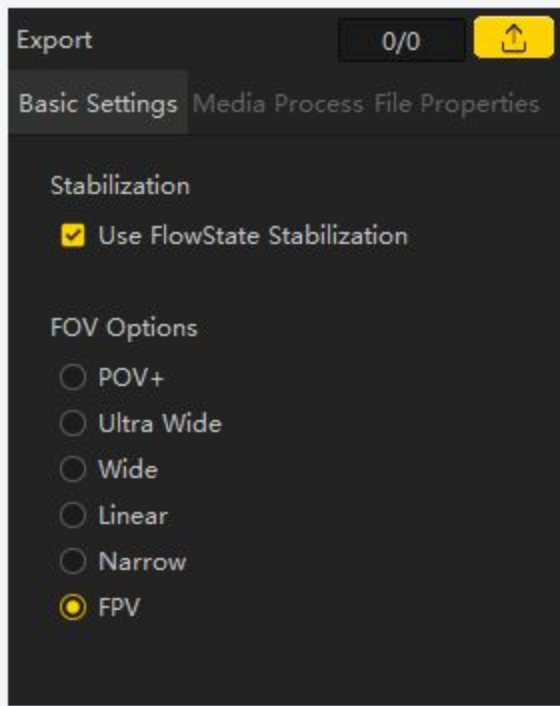 Export 0/0
Basic Settings Media Process File Properties
Stabilization
Use FlowState Stabilization
FOV Options
POV+
Ultra Wide
Wide
Linear
Narrow
FPV